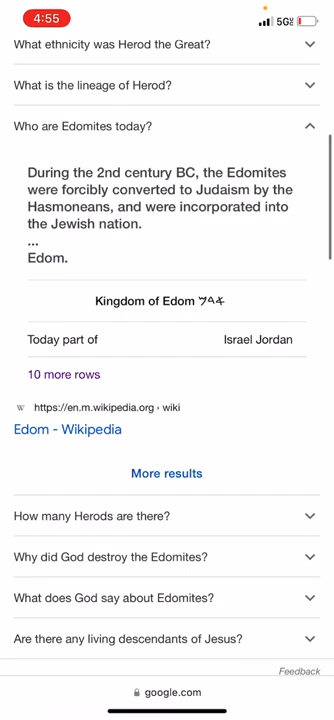 4:55
5G
What ethnicity was Herod the Great?
What is the lineage of Herod?
Who are Edomites today?
During the 2nd century BC, the Edomites
were forcibly converted to Judaism by the
Hasmoneans, and were incorporated into
the Jewish nation.
...
Edom.
Kingdom of Edom 𐤀𐤃𐤌
Today part of Israel Jordan
10 more rows
W https://en.m.wikipedia.org › wiki
Edom - Wikipedia
More results
How many Herods are there?
Why did God destroy the Edomites?
What does God say about Edomites?
Are there any living descendants of Jesus?
Feedback
google.com